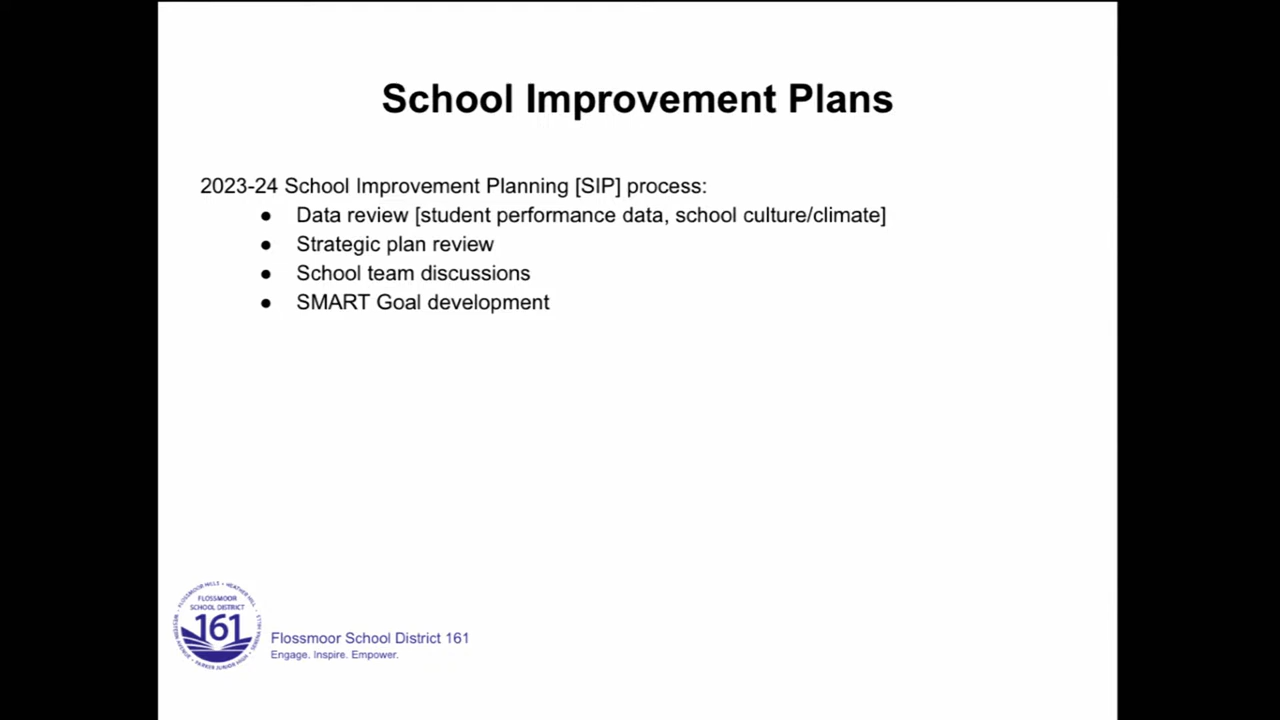 School Improvement Plans
2023-24 School Improvement Planning [SIP] process:
● Data review [student performance data, school culture/climate]
● Strategic plan review
● School team discussions
● SMART Goal development
FLOSSMOOR HILLS • HEATHER HILL • SERENA HILLS • WESTERN AVENUE • PARKER JUNIOR HIGH
FLOSSMOOR
SCHOOL DISTRICT
161
Flossmoor School District 161
Engage. Inspire. Empower.